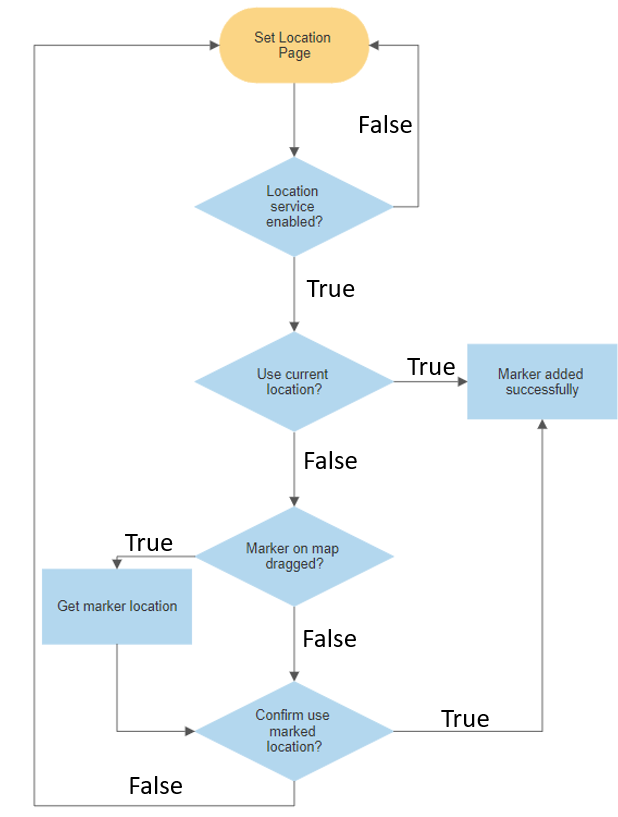 Set Location
Page
False
Location
service
enabled?
True
Use current
location?
True
Marker added
successfully
False
Marker on map
dragged?
True
Get marker location
False
Confirm use
marked
location?
True
False